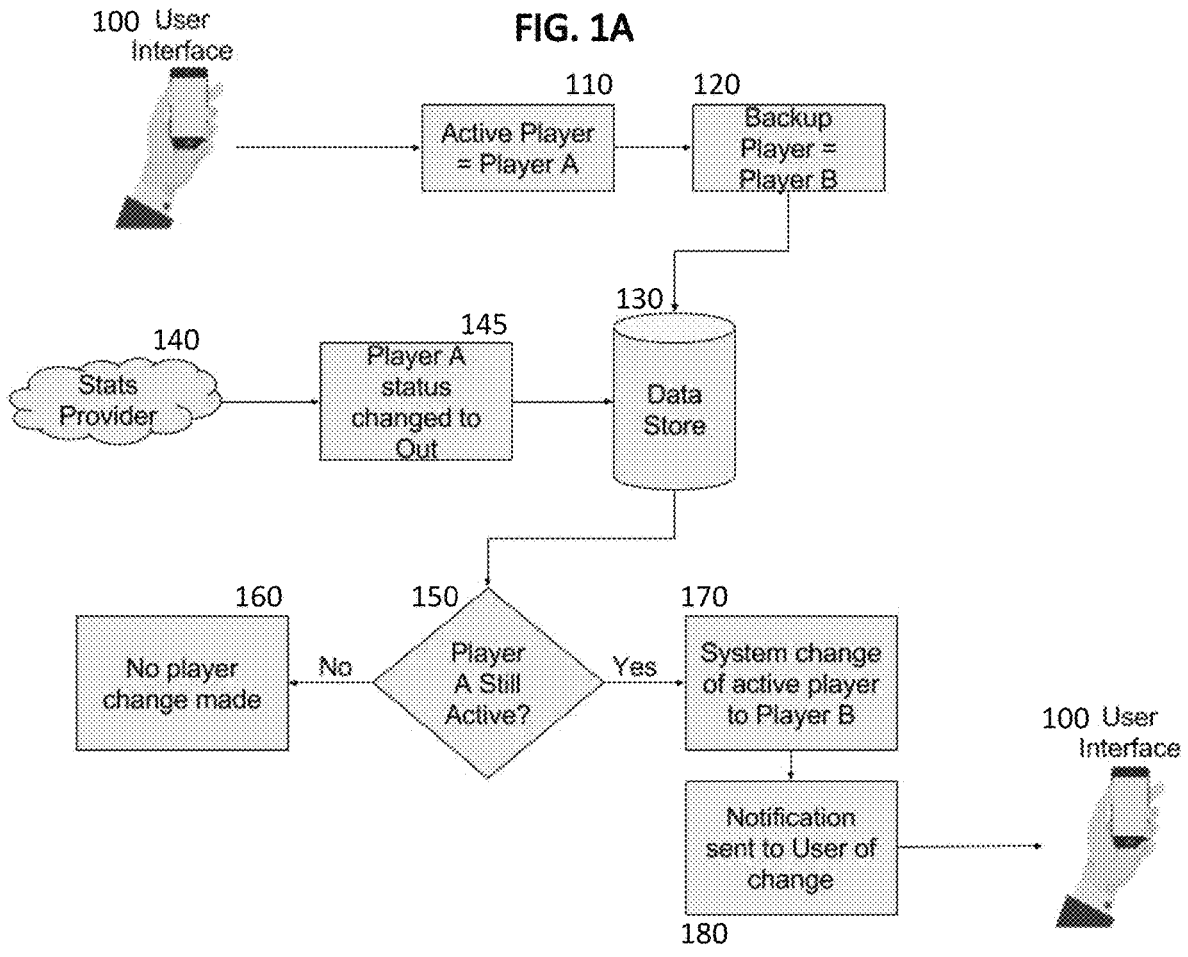 FIG. 1A
100 User
Interface
110
Active Player
= Player A
120
Backup
Player =
Player B
130
Data
Store
140
Stats
Provider
145
Player A
status
changed to
Out
150
Player
A Still
Active?
No
160
No player
change made
Yes
170
System change
of active player
to Player B
Notification
sent to User of
change
180
100 User
Interface